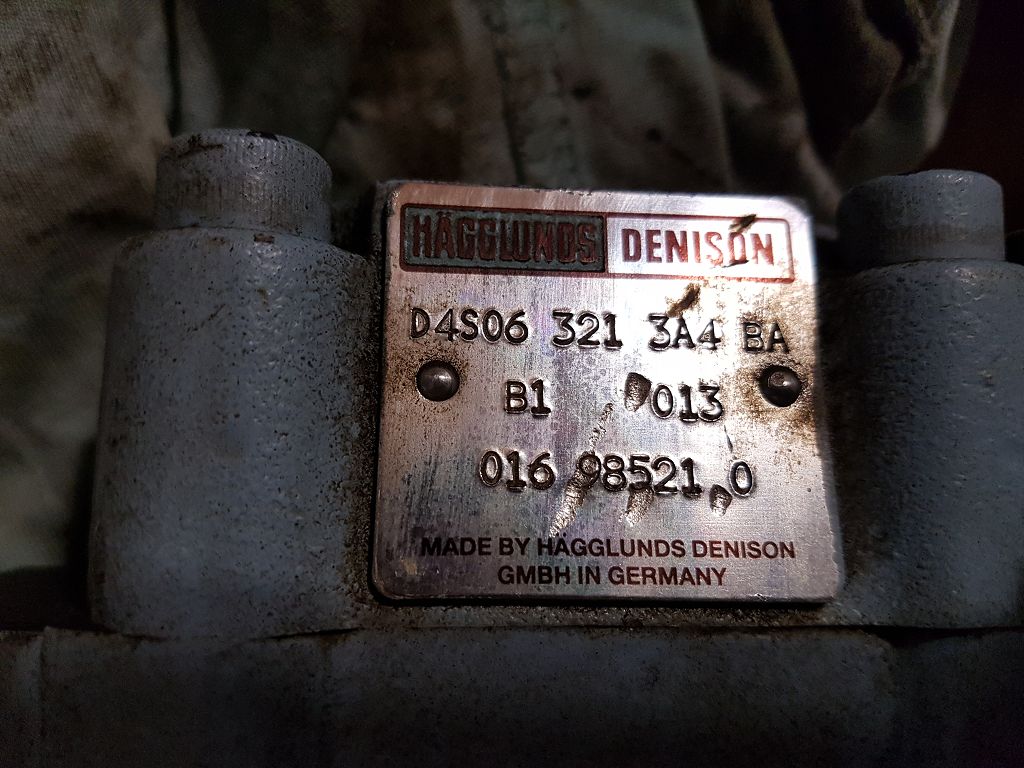 HÄGGLUNDS DENISON
D4S06 321 3A4 BA
B1 013
016 98521 0
MADE BY HÄGGLUNDS DENISON
GMBH IN GERMANY